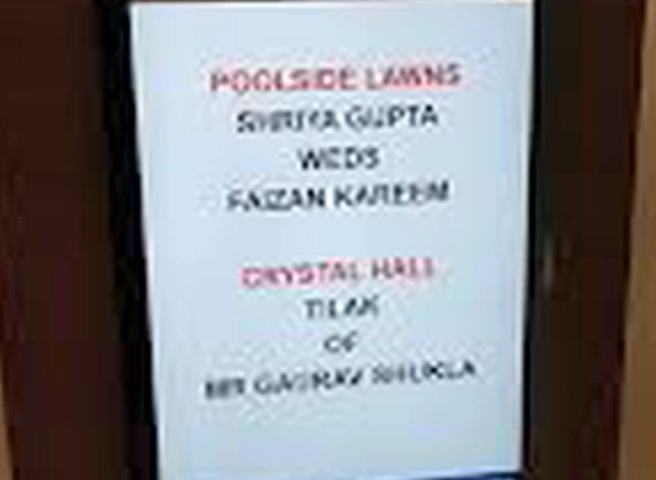 POOLSIDE LAWNS
SHRIYA GUPTA
WEDS
FAIZAN KAREEM
CRYSTAL HALL
TILAK
OF
MR GAURAV SHUKLA